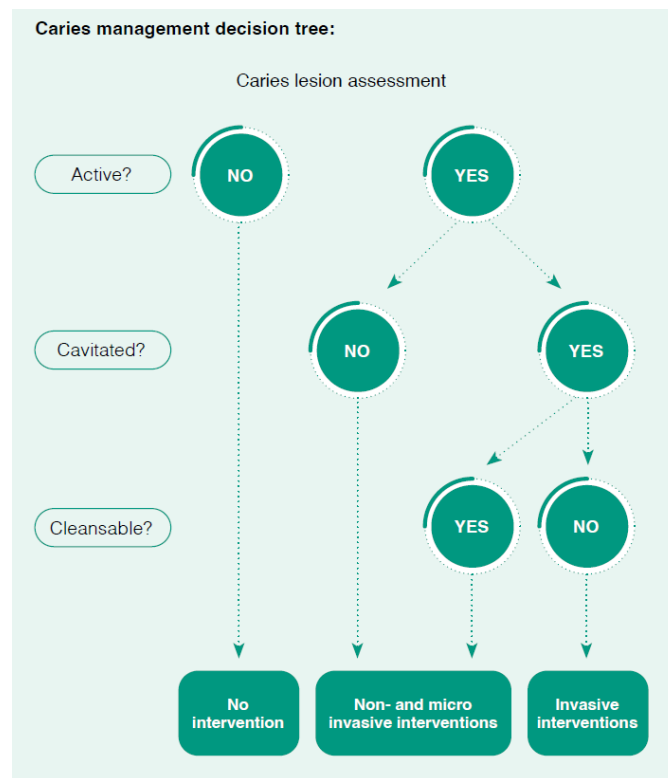 Caries management decision tree:
Caries lesion assessment
Active?
NO
YES
Cavitated?
NO
YES
Cleansable?
YES
NO
No
intervention
Non- and micro
invasive interventions
Invasive
interventions